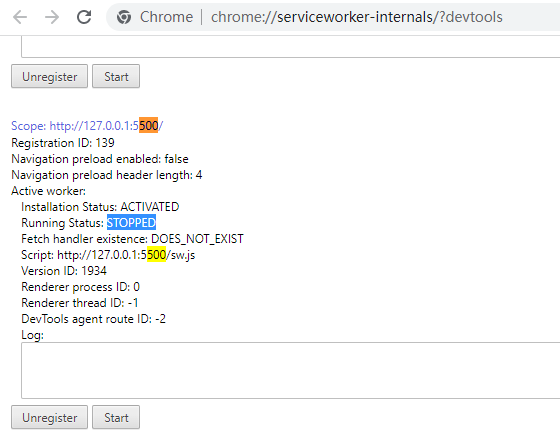 Chrome | chrome://serviceworker-internals/?devtools
Unregister Start
Scope: http://127.0.0.1:5500/
Registration ID: 139
Navigation preload enabled: false
Navigation preload header length: 4
Active worker:
Installation Status: ACTIVATED
Running Status: STOPPED
Fetch handler existence: DOES_NOT_EXIST
Script: http://127.0.0.1:5500/sw.js
Version ID: 1934
Renderer process ID: 0
Renderer thread ID: -1
DevTools agent route ID: -2
Log:
Unregister Start